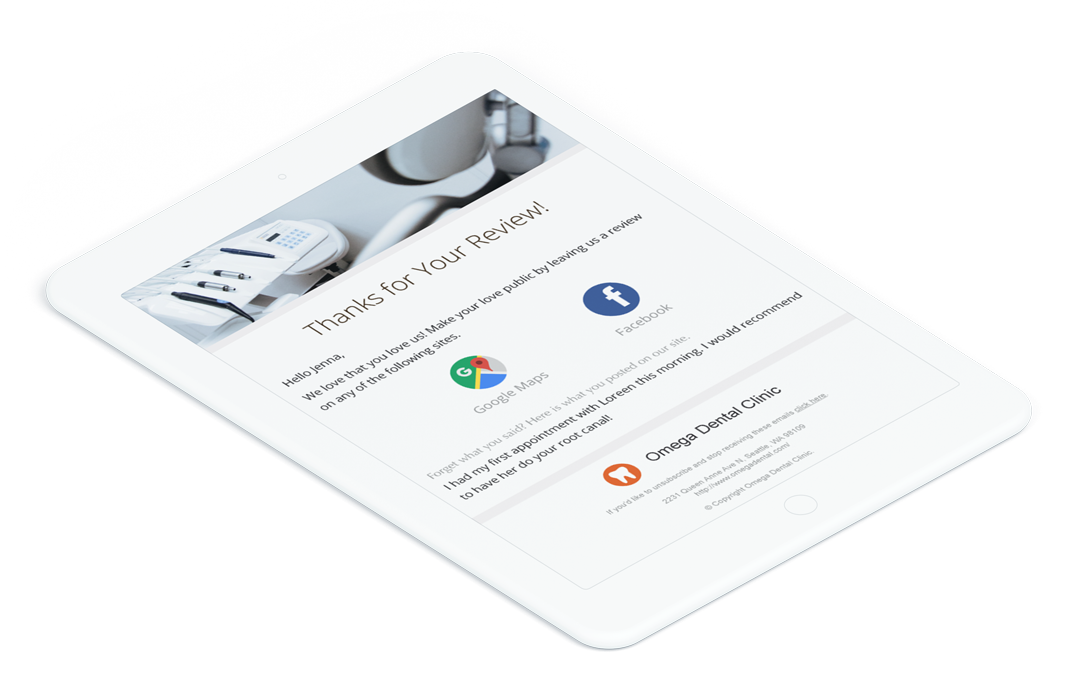 Thanks for Your Review!
Hello Jenna,
We love that you love us! Make your love public by leaving us a review
on any of the following sites.
G
Google Maps
f
Facebook
Forget what you said? Here is what you posted on our site.
I had my first appointment with Loreen this morning. I would recommend
to have her do your root canal!
Omega Dental Clinic
If you'd like to unsubscribe and stop receiving these emails click here.
2231 Queen Anne Ave N, Seattle, WA 98109
http://www.omegadental.com/
© Copyright Omega Dental Clinic.